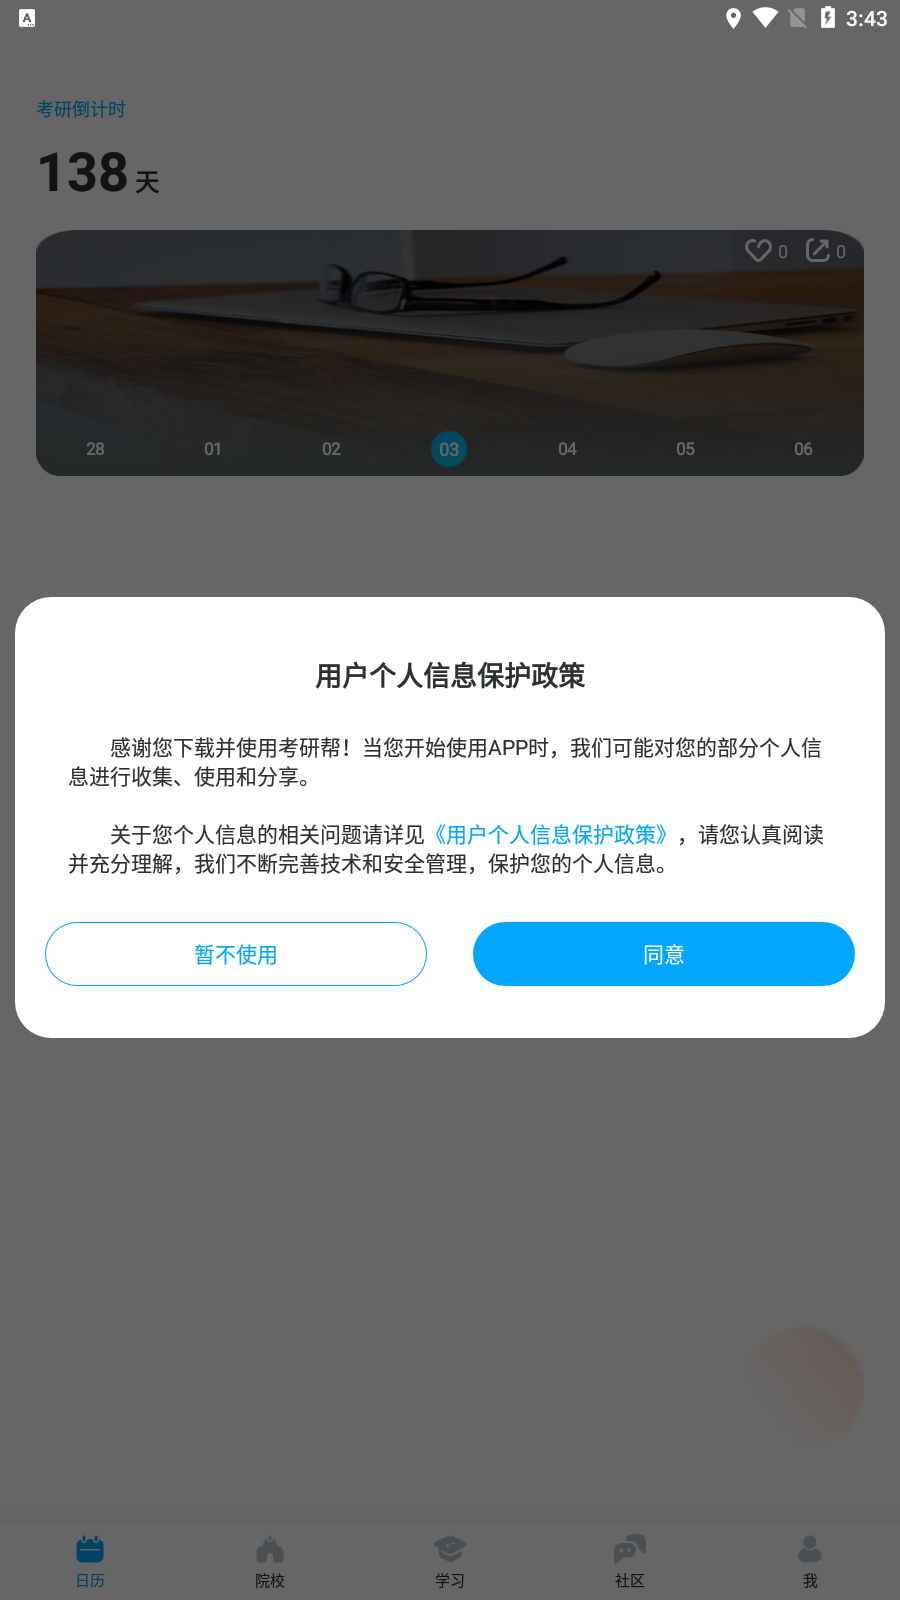 3:43
考研倒计时
138 天
0 0
28 01 02 03 04 05 06
用户个人信息保护政策
感谢您下载并使用考研帮！当您开始使用APP时，我们可能对您的部分个人信
息进行收集、使用和分享。
关于您个人信息的相关问题请详见《用户个人信息保护政策》，请您认真阅读
并充分理解，我们不断完善技术和安全管理，保护您的个人信息。
暂不使用 同意
日历 院校 学习 社区 我